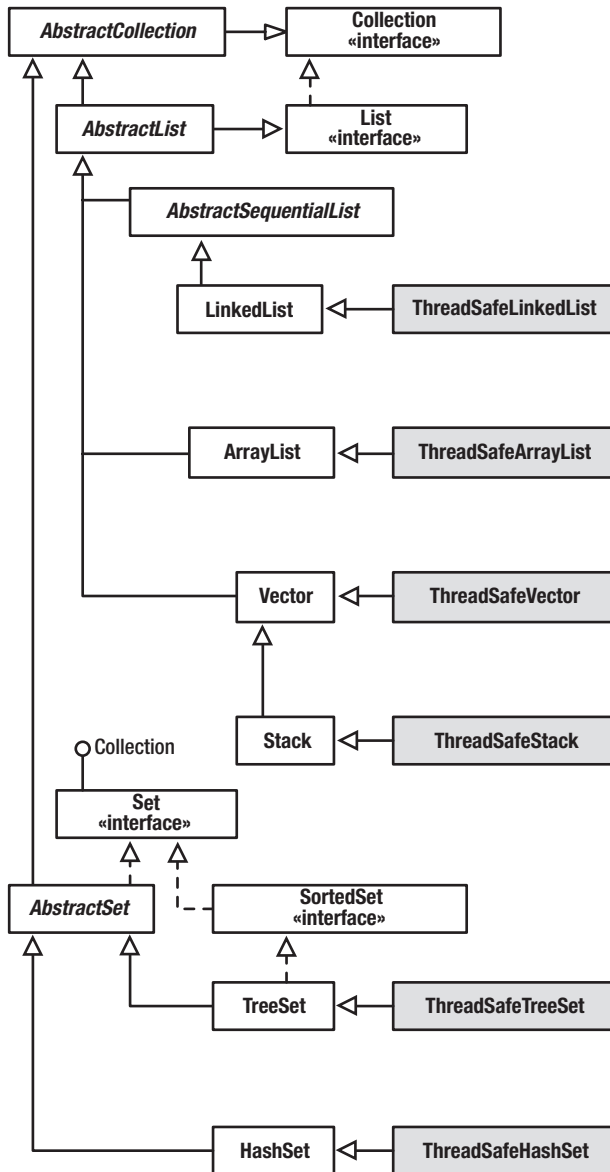 AbstractCollection
Collection
«interface»
AbstractList
List
«interface»
AbstractSequentialList
LinkedList
ThreadSafeLinkedList
ArrayList
ThreadSafeArrayList
Vector
ThreadSafeVector
Stack
ThreadSafeStack
Collection
Set
«interface»
AbstractSet
SortedSet
«interface»
TreeSet
ThreadSafeTreeSet
HashSet
ThreadSafeHashSet